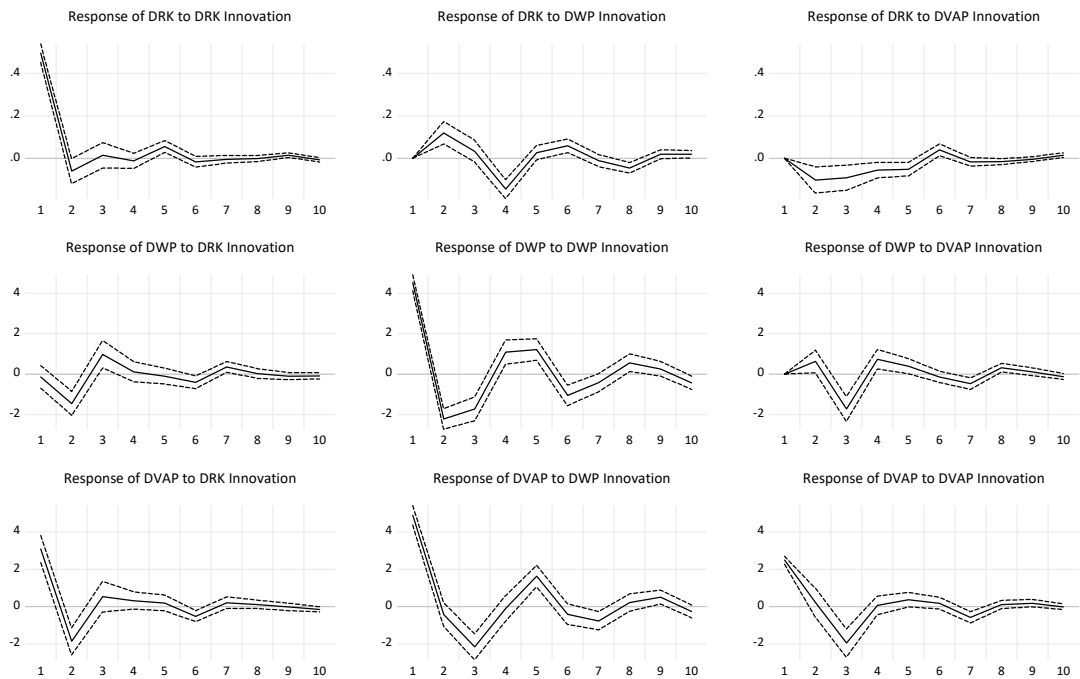 Response of DRK to DRK Innovation
Response of DRK to DWP Innovation
Response of DRK to DVAP Innovation
.4
.2
.0
1 2 3 4 5 6 7 8 9 10
.4
.2
.0
1 2 3 4 5 6 7 8 9 10
.4
.2
.0
1 2 3 4 5 6 7 8 9 10
Response of DWP to DRK Innovation
Response of DWP to DWP Innovation
Response of DWP to DVAP Innovation
4
2
0
-2
1 2 3 4 5 6 7 8 9 10
4
2
0
-2
1 2 3 4 5 6 7 8 9 10
4
2
0
-2
1 2 3 4 5 6 7 8 9 10
Response of DVAP to DRK Innovation
Response of DVAP to DWP Innovation
Response of DVAP to DVAP Innovation
4
2
0
-2
1 2 3 4 5 6 7 8 9 10
4
2
0
-2
1 2 3 4 5 6 7 8 9 10
4
2
0
-2
1 2 3 4 5 6 7 8 9 10